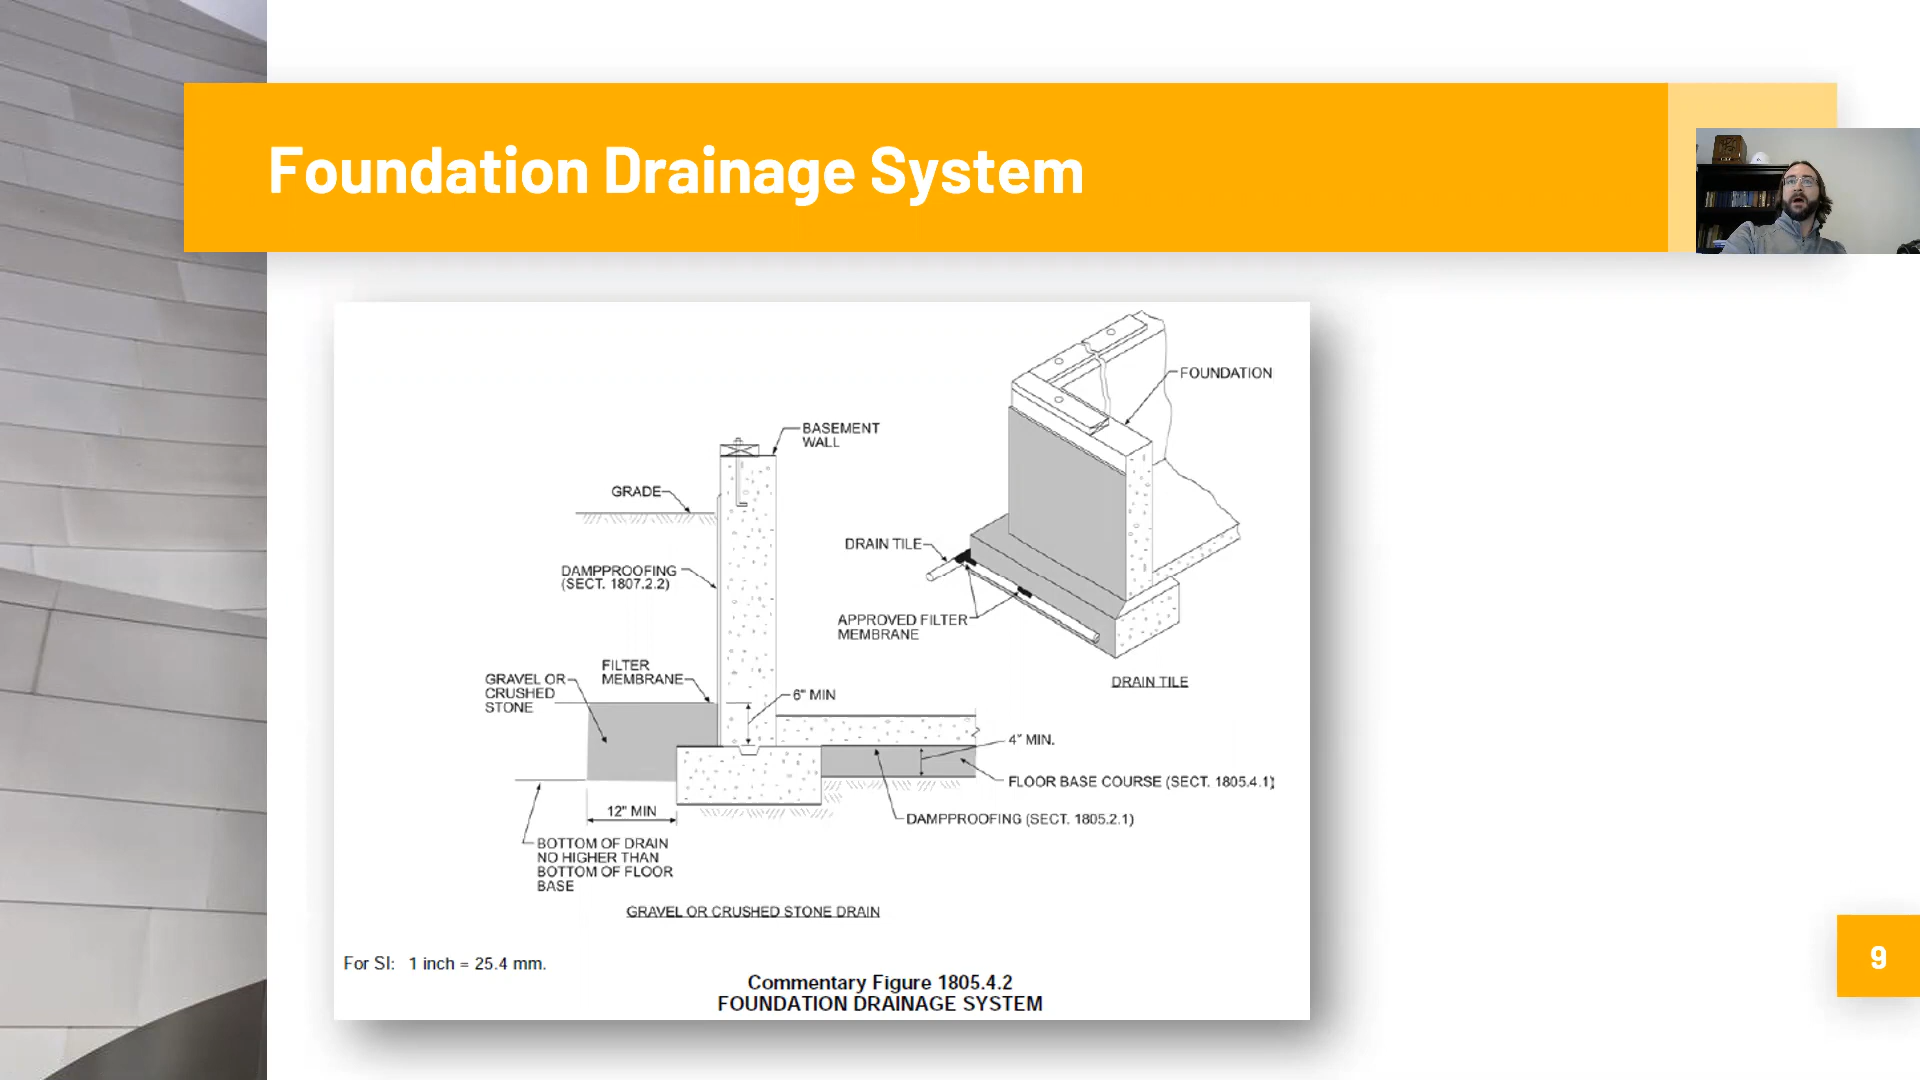 Foundation Drainage System
FOUNDATION
BASEMENT
WALL
GRADE
DRAIN TILE
DAMPPROOFING
(SECT. 1807.2.2)
APPROVED FILTER
MEMBRANE
FILTER
MEMBRANE
GRAVEL OR
CRUSHED
STONE
DRAIN TILE
6" MIN
4" MIN.
FLOOR BASE COURSE (SECT. 1805.4.1)
12" MIN
DAMPPROOFING (SECT. 1805.2.1)
BOTTOM OF DRAIN
NO HIGHER THAN
BOTTOM OF FLOOR
BASE
GRAVEL OR CRUSHED STONE DRAIN
For SI: 1 inch = 25.4 mm.
Commentary Figure 1805.4.2
FOUNDATION DRAINAGE SYSTEM
9